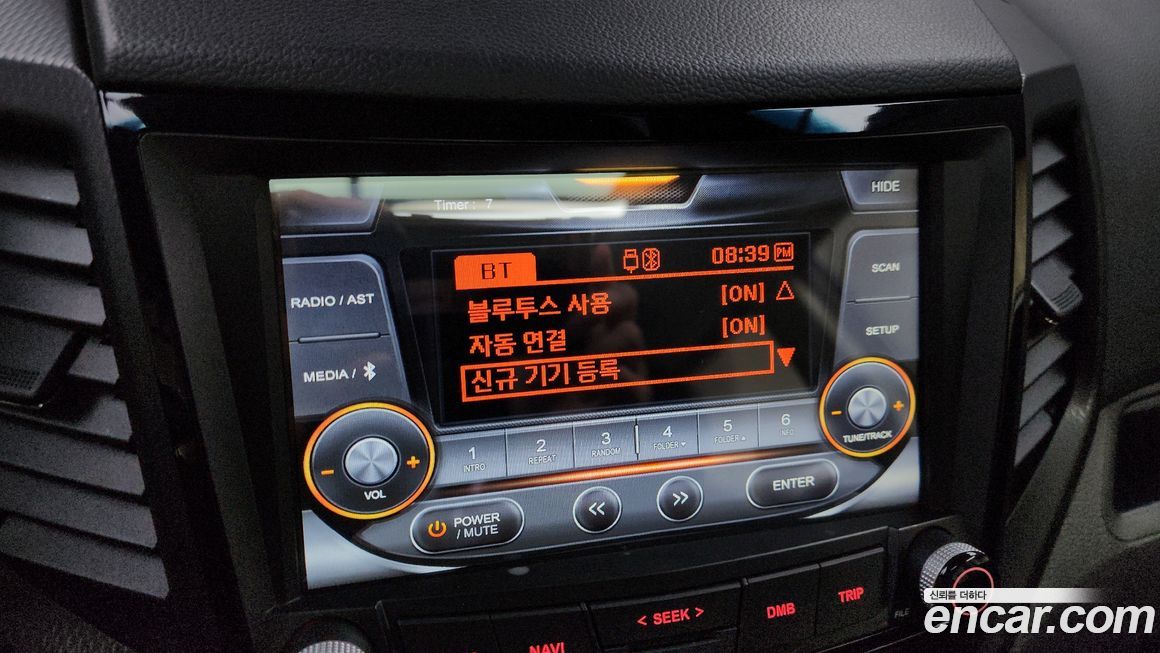 Timer : 7
HIDE
BT
08:39 PM
블루투스 사용 [ON]
자동 연결 [ON]
신규 기기 등록
RADIO / AST
MEDIA /
SCAN
SETUP
1 INTRO
2 REPEAT
3 RANDOM
4 FOLDER
5 FOLDER
6 INFO
- +
VOL
- +
TUNE/TRACK
POWER
/ MUTE
<<
>>
ENTER
NAVI
< SEEK >
DMB
TRIP
FILE
신뢰를 더하다
encar.com